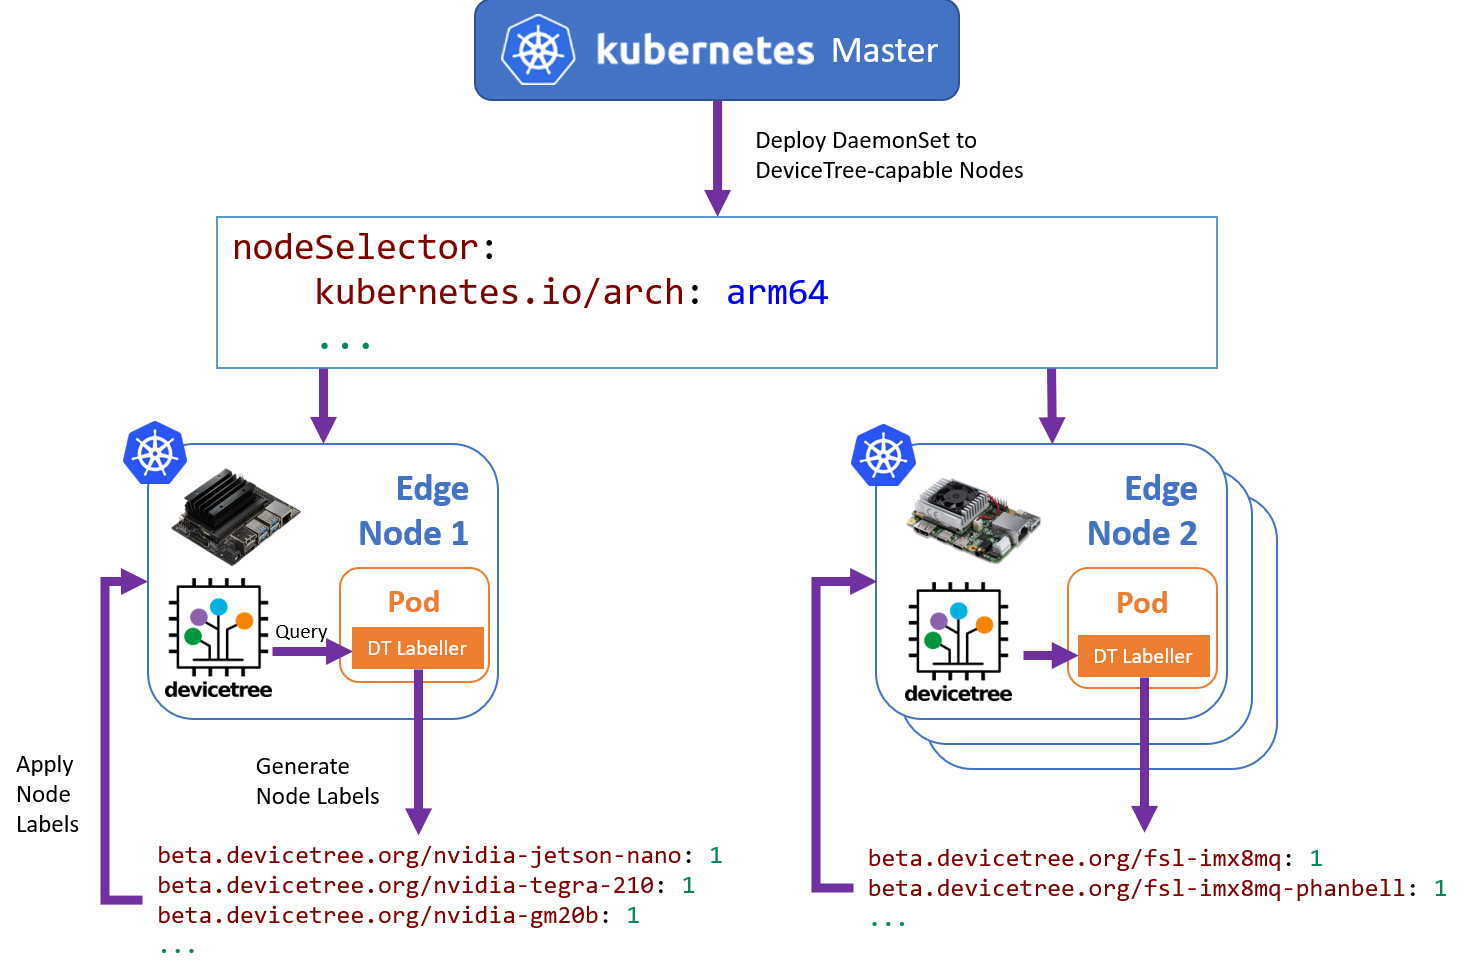 kubernetes Master
Deploy DaemonSet to
DeviceTree-capable Nodes
nodeSelector:
kubernetes.io/arch: arm64
...
Edge
Node 1
Pod
Query
DT Labeller
devicetree
Edge
Node 2
Pod
DT Labeller
devicetree
Apply
Node
Labels
Generate
Node Labels
beta.devicetree.org/nvidia-jetson-nano: 1
beta.devicetree.org/nvidia-tegra-210: 1
beta.devicetree.org/nvidia-gm20b: 1
...
beta.devicetree.org/fsl-imx8mq: 1
beta.devicetree.org/fsl-imx8mq-phanbell: 1
...